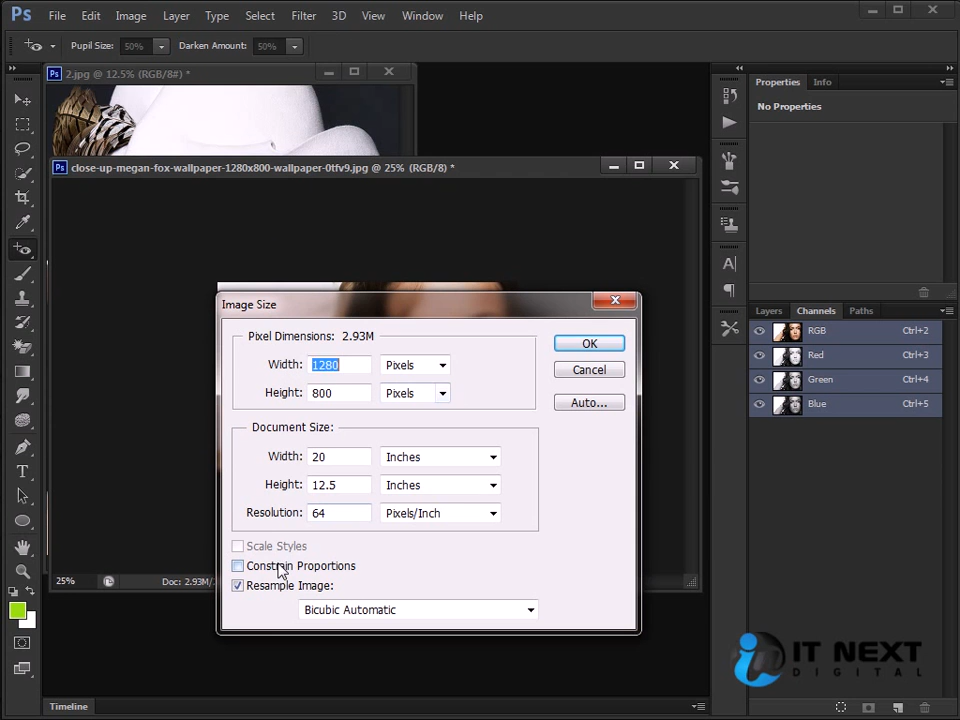 Ps File Edit Image Layer Type Select Filter 3D View Window Help
Pupil Size: 50% Darken Amount: 50%
Ps 2.jpg @ 12.5% (RGB/8#) *
Properties Info
No Properties
Ps close-up-megan-fox-wallpaper-1280x800-wallpaper-0tfv9.jpg @ 25% (RGB/8) *
Image Size
Pixel Dimensions: 2.93M
Width: 1280 Pixels
Height: 800 Pixels
OK
Cancel
Auto...
Document Size:
Width: 20 Inches
Height: 12.5 Inches
Resolution: 64 Pixels/Inch
Scale Styles
Constrain Proportions
Resample Image:
Bicubic Automatic
25% Doc: 2.93M/
Layers Channels Paths
RGB Ctrl+2
Red Ctrl+3
Green Ctrl+4
Blue Ctrl+5
IT NEXT
DIGITAL
Timeline